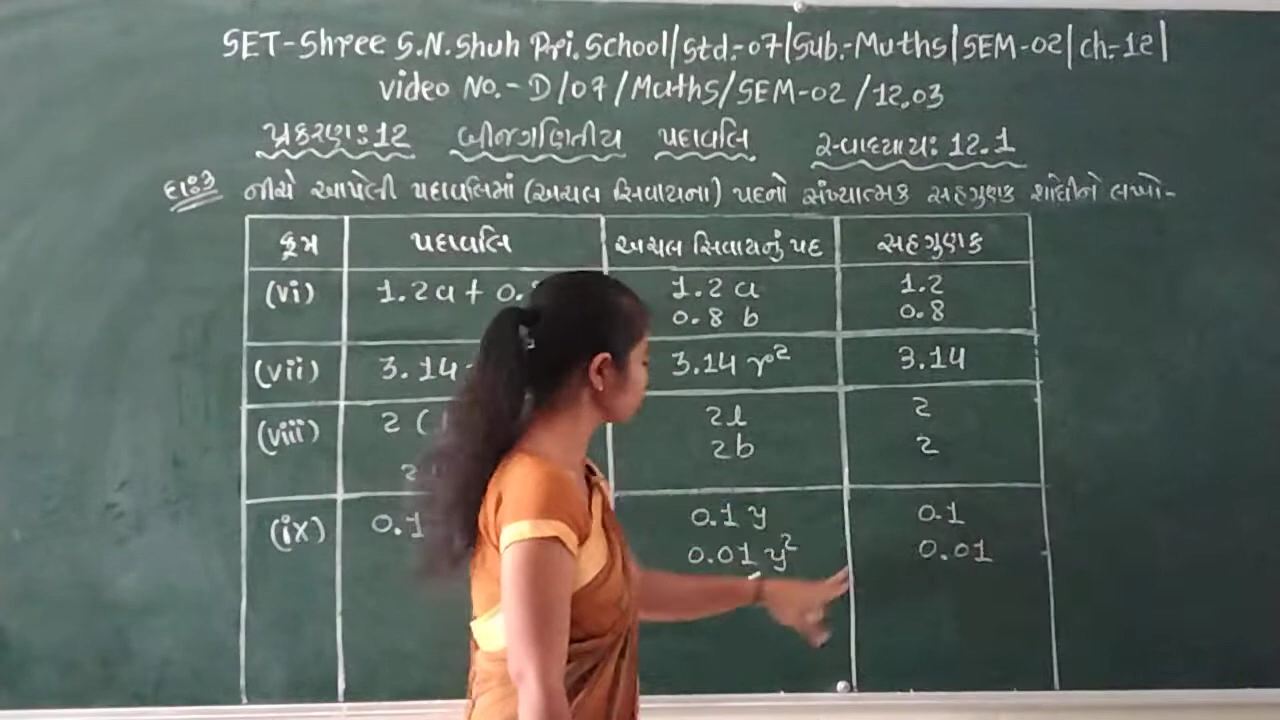 SET-Shree S.N.Shah Pri.School|Std.-07|Sub.-Maths|SEM-02|ch-12|
video No.- D/07/Maths/SEM-02/12.03
પ્રકરણ:12 બીજગણિતીય પદાવલિ સ્વાધ્યાય: 12.1
દા:૩ નીચે આપેલી પદાવલિમાં (અચલ સિવાયના) પદનો સંખ્યાત્મક સહગુણક શોધીને લખો-
ક્રમ પદાવલિ અચલ સિવાયનું પદ સહગુણક
(vi) 1.2a + 0. 1.2 a 1.2
0.8 b 0.8
(vii) 3.14 3.14 r² 3.14
(viii) 2 ( 2l 2
2 2b 2
(ix) 0.1 0.1 y 0.1
0.01 y² 0.01